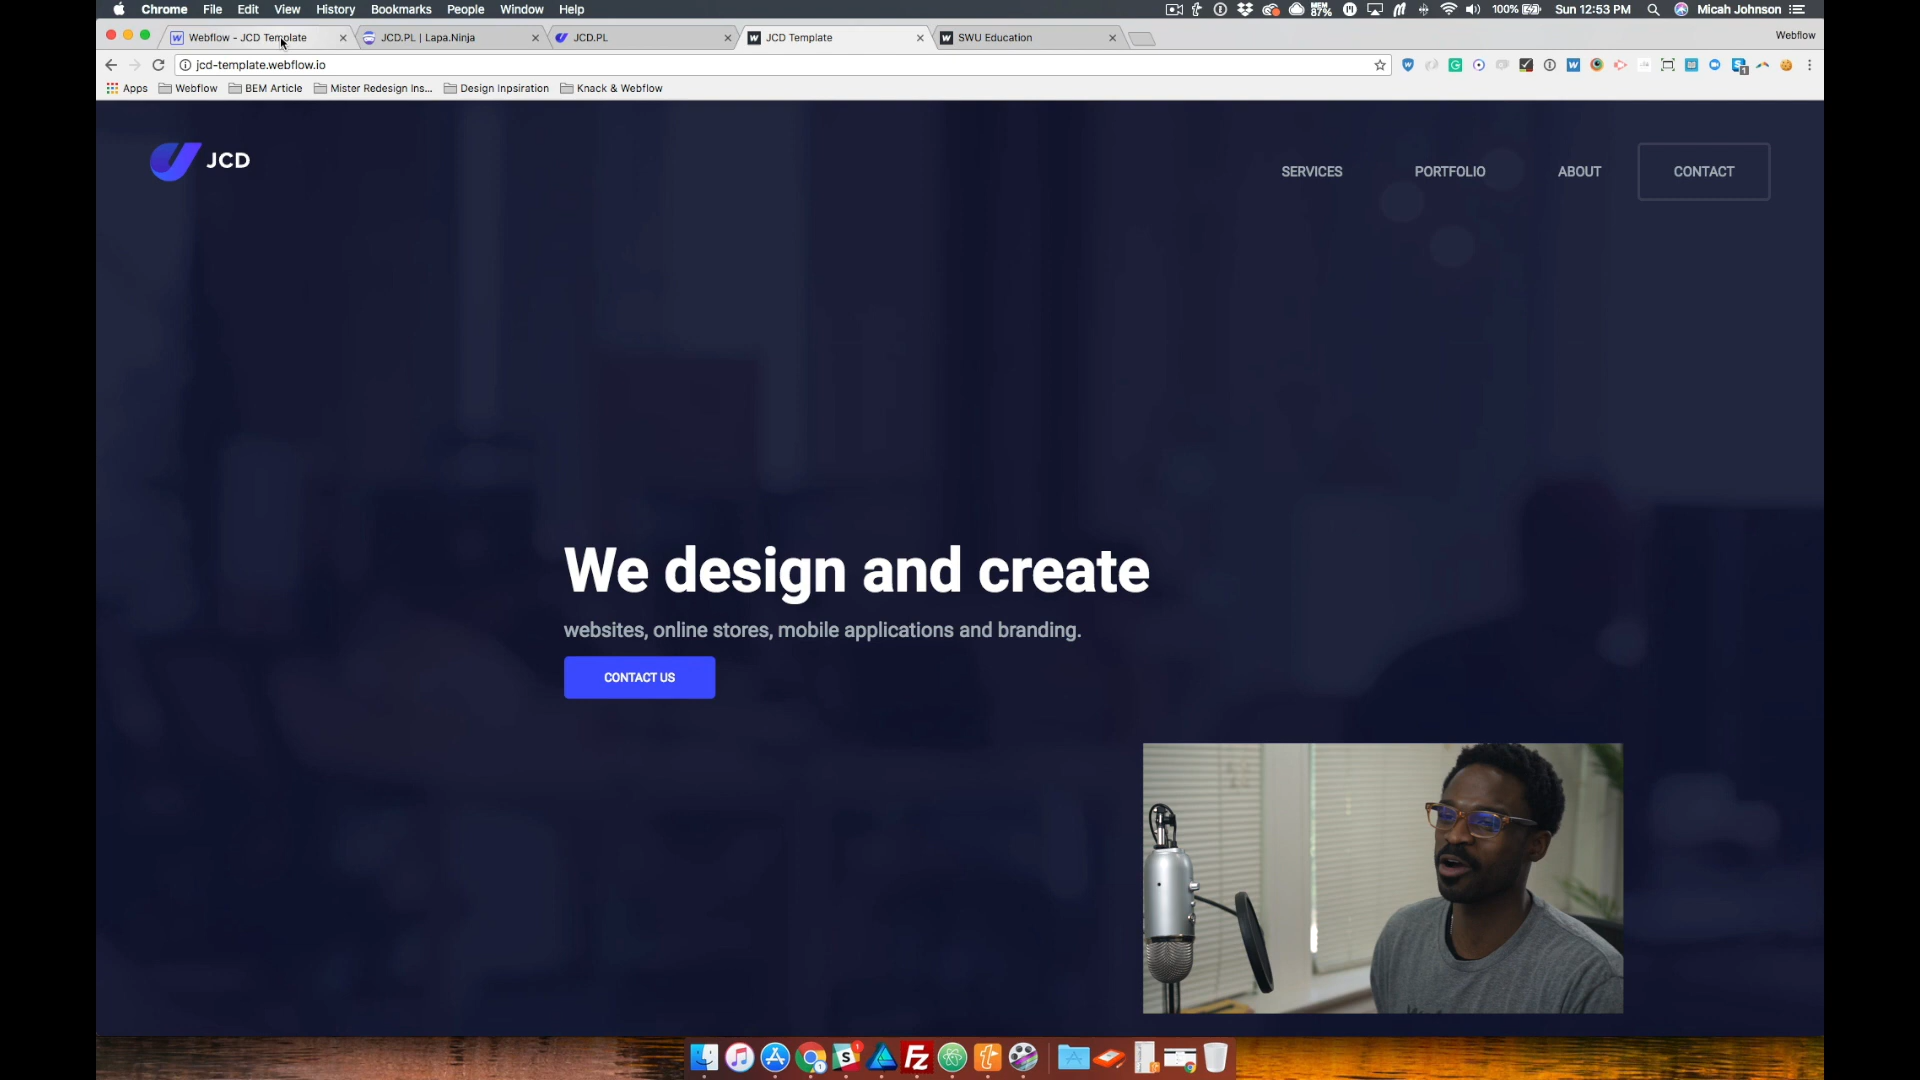 Chrome File Edit View History Bookmarks People Window Help
MEM 87% 100% Sun 12:53 PM Micah Johnson
Webflow - JCD Template JCD.PL | Lapa.Ninja JCD.PL JCD Template SWU Education Webflow
jcd-template.webflow.io
Apps Webflow BEM Article Mister Redesign Ins... Design Inpsiration Knack & Webflow
JCD
SERVICES PORTFOLIO ABOUT CONTACT
We design and create
websites, online stores, mobile applications and branding.
CONTACT US